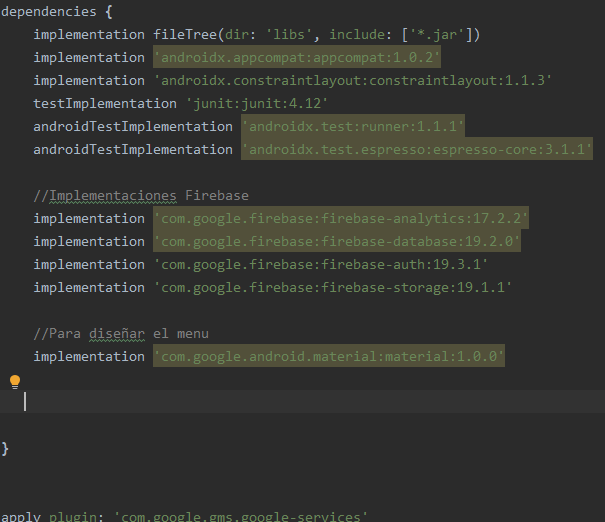 dependencies {
implementation fileTree(dir: 'libs', include: ['*.jar'])
implementation 'androidx.appcompat:appcompat:1.0.2'
implementation 'androidx.constraintlayout:constraintlayout:1.1.3'
testImplementation 'junit:junit:4.12'
androidTestImplementation 'androidx.test:runner:1.1.1'
androidTestImplementation 'androidx.test.espresso:espresso-core:3.1.1'
//Implementaciones Firebase
implementation 'com.google.firebase:firebase-analytics:17.2.2'
implementation 'com.google.firebase:firebase-database:19.2.0'
implementation 'com.google.firebase:firebase-auth:19.3.1'
implementation 'com.google.firebase:firebase-storage:19.1.1'
//Para diseñar el menu
implementation 'com.google.android.material:material:1.0.0'
}
apply plugin: 'com.google.gms.google-services'